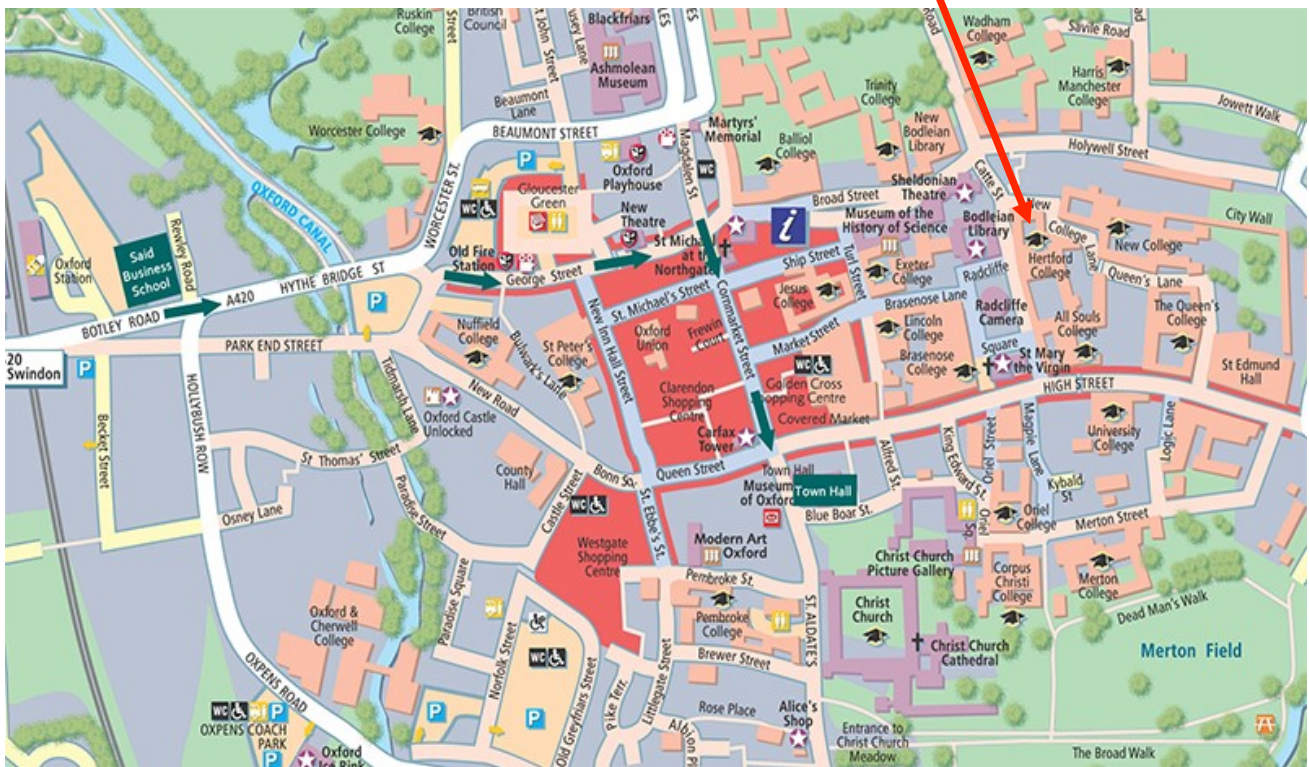 Ruskin
College
Street
British
Council
St John Street
Blackfriars
Ashmolean
Museum
Beaumont
Lane
Worcester College
BEAUMONT STREET
Martyrs'
Memorial
Magdalen St
WC
Balliol
College
Trinity
College
New
Bodleian
Library
Wadham
College
Savile Road
Road
Harris
Manchester
College
Jowett Walk
Holywell Street
OXFORD CANAL
WORCESTER ST.
P
Gloucester
Green
WC
Oxford
Playhouse
New
Theatre
Old Fire
Station
George Street
St Michael
at the
Northgate
i
Broad Street
Sheldonian
Theatre
Catte St
Museum of the
History of Science
Bodleian
Library
New
College Lane
Hertford
College
New College
City Wall
Queen's Lane
Oxford
Station
Rewley Road
Said
Business
School
A420 HYTHE BRIDGE ST
BOTLEY ROAD
20
Swindon
P
PARK END STREET
P
Nuffield
College
Bulwark's Lane
St Peter's
College
New Inn Hall Street
St. Michael's Street
Oxford
Union
Frewin
Court
Cornmarket Street
Ship Street
Jesus
College
Turl Street
Exeter
College
Market Street
Brasenose Lane
Lincoln
College
Brasenose
College
Radcliffe
Radcliffe
Camera
Square
All Souls
College
The Queen's
College
St Edmund
Hall
St Mary
the Virgin
HIGH STREET
WC
Golden Cross
Shopping Centre
Covered Market
Clarendon
Shopping
Centre
Carfax
Tower
Tidmarsh Lane
New Road
Oxford Castle
Unlocked
HOLLYBUSH ROW
Becket Street
St Thomas' Street
Osney Lane
Paradise Street
County
Hall
Castle Street
Bonn Sq.
Queen Street
St. Ebbe's St.
WC
Westgate
Shopping
Centre
Town Hall
Museum
of Oxford
Town Hall
Blue Boar St.
Alfred St.
King Edward St.
Oriel Street
Magpie Lane
University
College
Logic Lane
Kybald
St
Oriel
College
Oriel
Sq.
Merton Street
Modern Art
Oxford
Pembroke St.
Pembroke
College
Brewer Street
ST. ALDATE'S
Christ Church
Picture Gallery
Christ
Church
Christ Church
Cathedral
Corpus
Christi
College
Merton
College
Dead Man's Walk
Merton Field
Oxford &
Cherwell
College
Paradise Square
Norfolk Street
WC
P
P
Old Greyfriars Street
Pike Terr.
Littlegate Street
Rose Place
Alice's
Shop
Entrance to
Christ Church
Meadow
The Broad Walk
OXPENS ROAD
WC P
OXPENS COACH
PARK
P
Oxford
Ice Rink